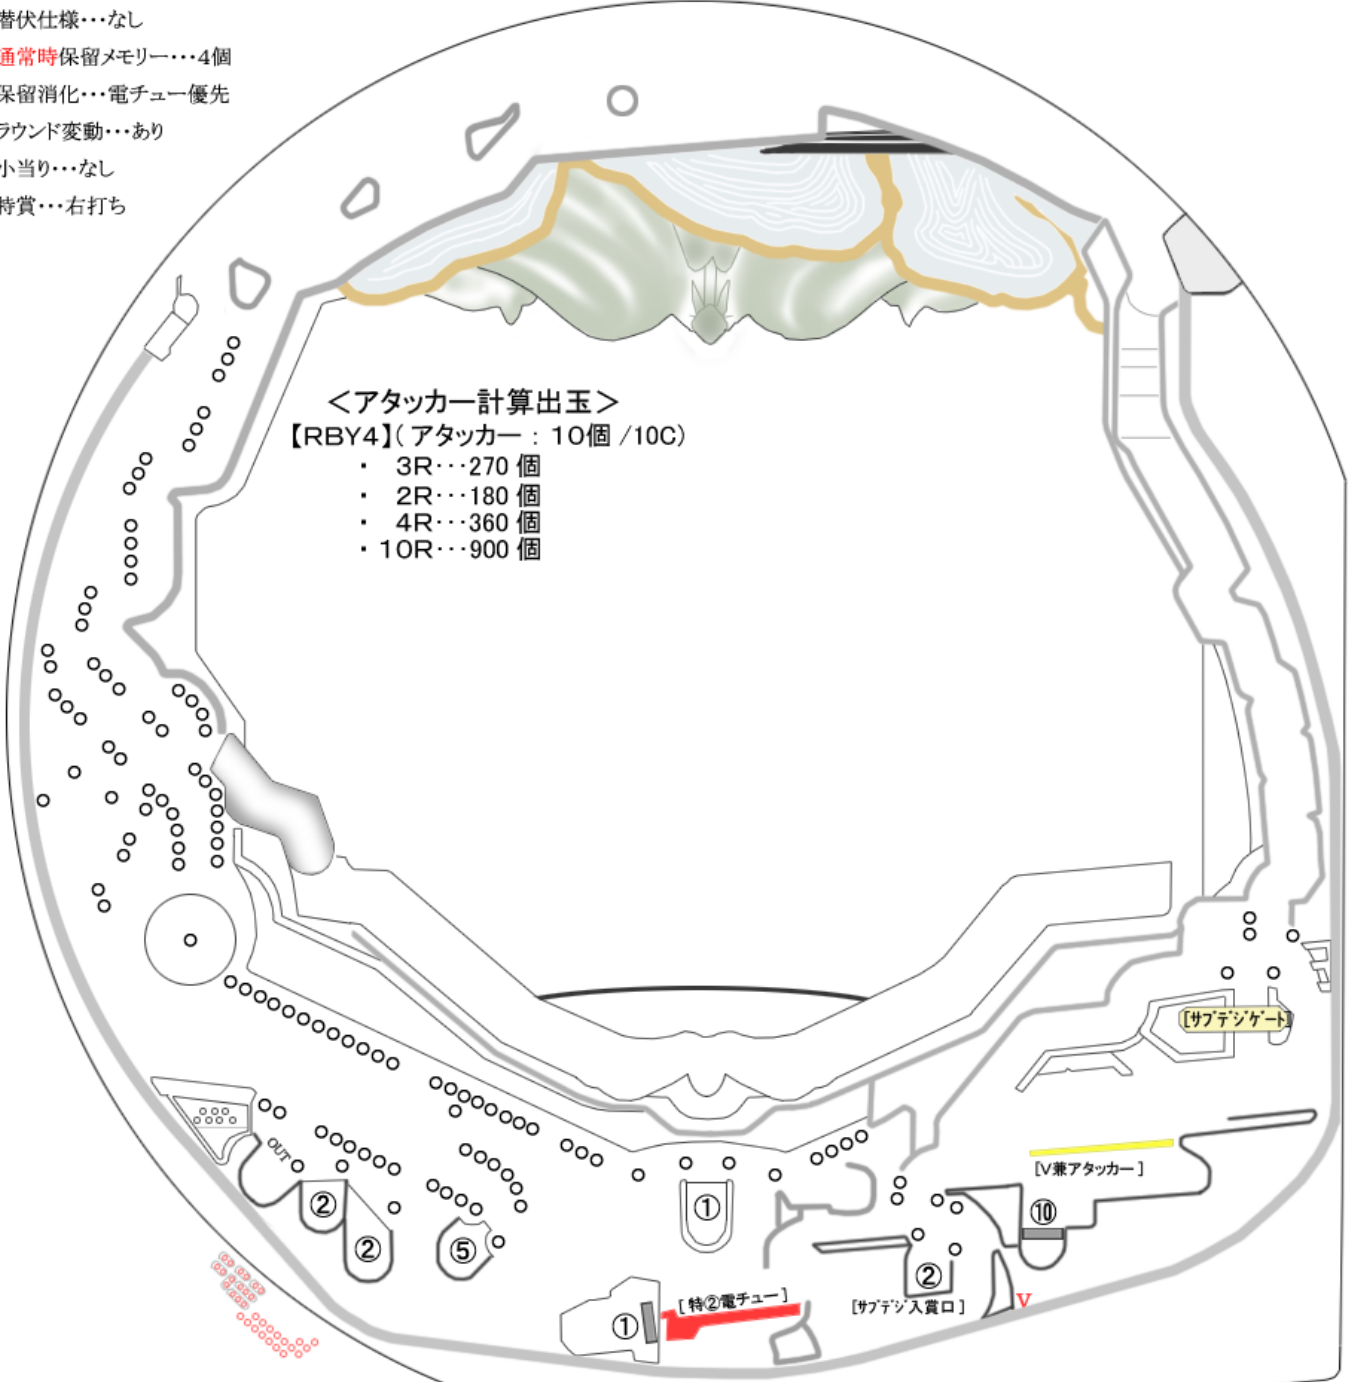 潜伏仕様･･･なし
通常時保留メモリー･･･4個
保留消化･･･電チュー優先
ラウンド変動･･･あり
小当り･･･なし
特賞･･･右打ち
＜アタッカー計算出玉＞
【RBY4】( アタッカー : 10個 /10C)
・ 3R･･･270 個
・ 2R･･･180 個
・ 4R･･･360 個
・10R･･･900 個
[サブデジゲート]
[V兼アタッカー]
OUT
②
②
⑤
①
⑩
②
[サブデジ入賞口]
V
[特②電チュー]
①